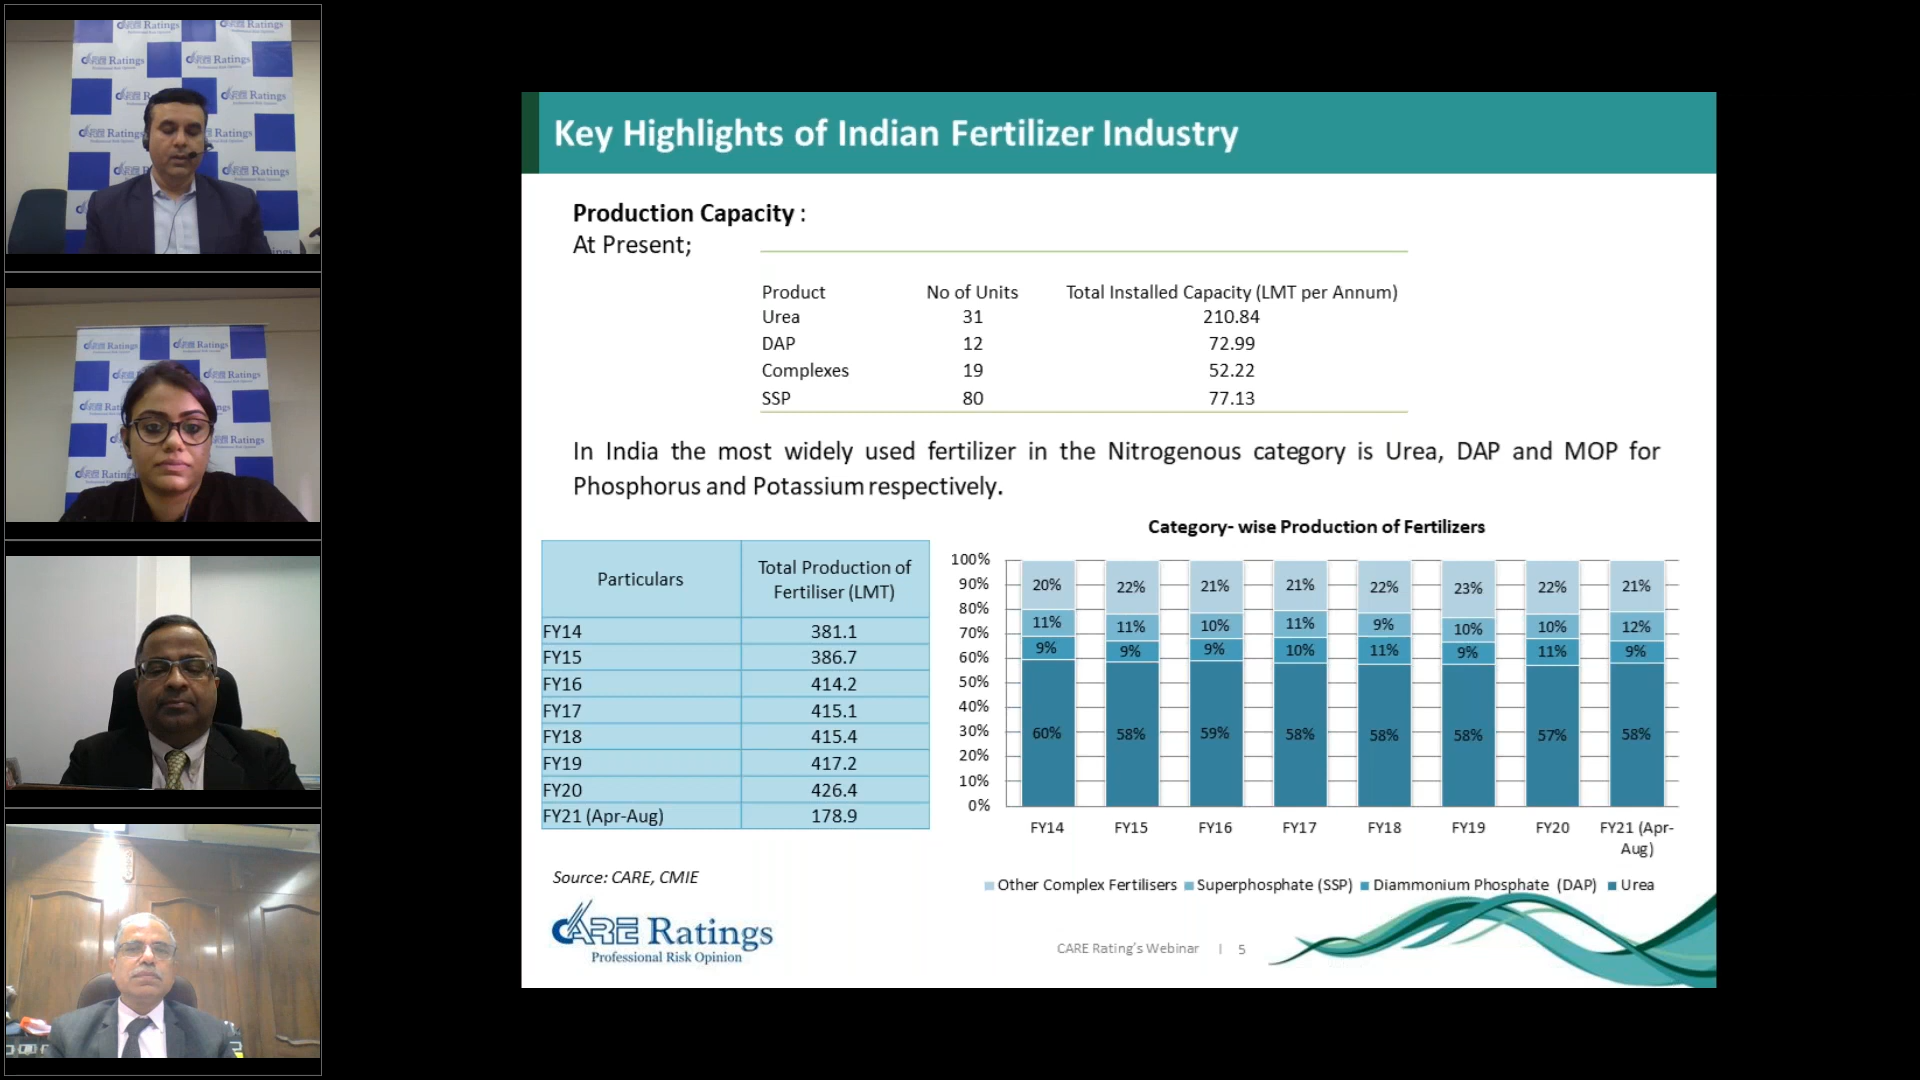 Key Highlights of Indian Fertilizer Industry
Production Capacity :
At Present;
Product No of Units Total Installed Capacity (LMT per Annum)
Urea 31 210.84
DAP 12 72.99
Complexes 19 52.22
SSP 80 77.13
In India the most widely used fertilizer in the Nitrogenous category is Urea, DAP and MOP for
Phosphorus and Potassium respectively.
Particulars Total Production of
Fertiliser (LMT)
FY14 381.1
FY15 386.7
FY16 414.2
FY17 415.1
FY18 415.4
FY19 417.2
FY20 426.4
FY21 (Apr-Aug) 178.9
Category- wise Production of Fertilizers
100%
90%
80%
70%
60%
50%
40%
30%
20%
10%
0%
20% 22% 21% 21% 22% 23% 22% 21%
11% 11% 10% 11% 9% 10% 10% 12%
9% 9% 9% 10% 11% 9% 11% 9%
60% 58% 59% 58% 58% 58% 57% 58%
FY14 FY15 FY16 FY17 FY18 FY19 FY20 FY21 (Apr-
Aug)
Other Complex Fertilisers Superphosphate (SSP) Diammonium Phosphate (DAP) Urea
Source: CARE, CMIE
CARE Ratings
Professional Risk Opinion
CARE Rating's Webinar | 5